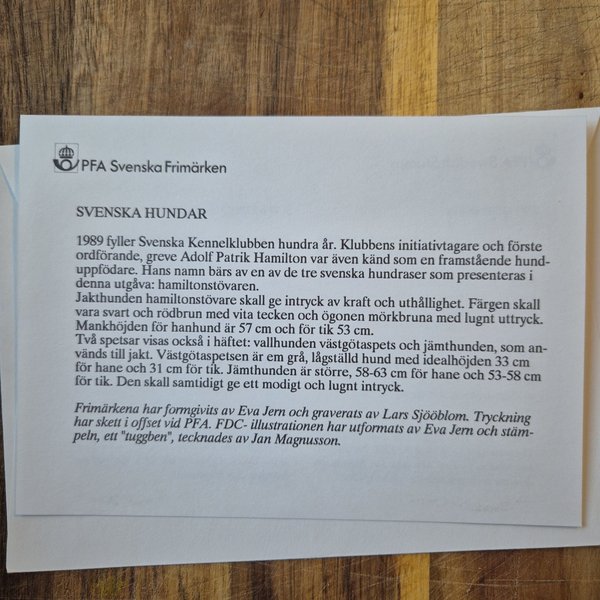 PFA Svenska Frimärken
SVENSKA HUNDAR
1989 fyller Svenska Kennelklubben hundra år. Klubbens initiativtagare och förste
ordförande, greve Adolf Patrik Hamilton var även känd som en framstående hund-
uppfödare. Hans namn bärs av en av de tre svenska hundraser som presenteras i
denna utgåva: hamiltonstövaren.
Jakthunden hamiltonstövare skall ge intryck av kraft och uthållighet. Färgen skall
vara svart och rödbrun med vita tecken och ögonen mörkbruna med lugnt uttryck.
Mankhöjden för hanhund är 57 cm och för tik 53 cm.
Två spetsar visas också i häftet: vallhunden västgötaspets och jämthunden, som an-
vänds till jakt. Västgötaspetsen är em grå, lågställd hund med idealhöjden 33 cm
för hane och 31 cm för tik. Jämthunden är större, 58-63 cm för hane och 53-58 cm
för tik. Den skall samtidigt ge ett modigt och lugnt intryck.
Frimärkena har formgivits av Eva Jern och graverats av Lars Sjööblom. Tryckning
har skett i offset vid PFA. FDC- illustrationen har utformats av Eva Jern och stäm-
peln, ett "tuggben", tecknades av Jan Magnusson.